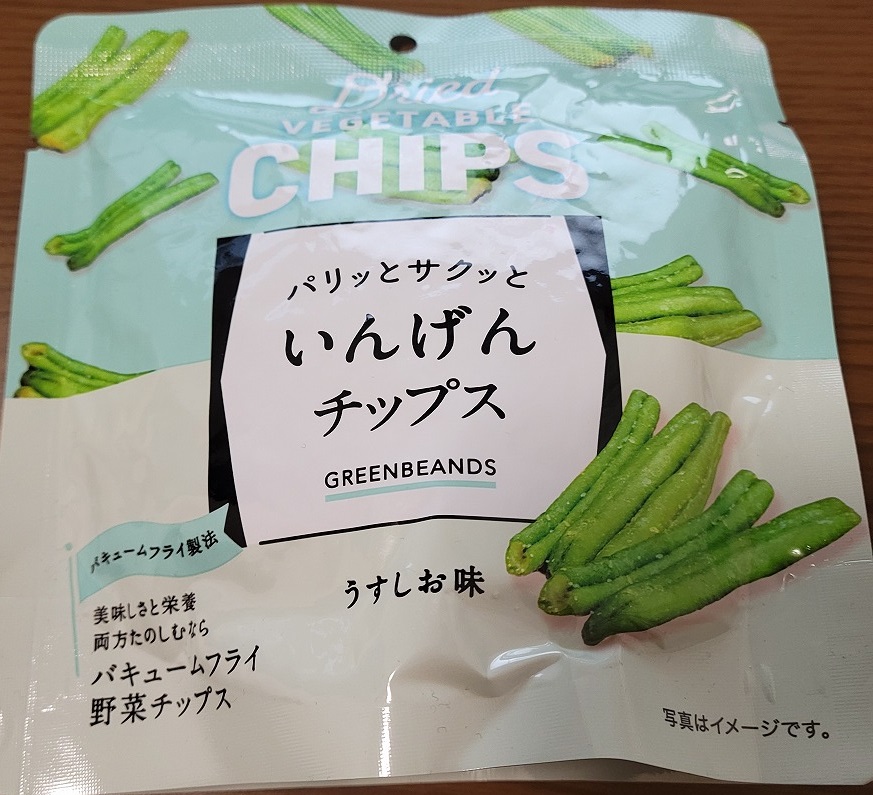 Dried
VEGETABLE
CHIPS
パリッとサクッと
いんげん
チップス
GREENBEANDS
うすしお味
バキュームフライ製法
美味しさと栄養
両方たのしむなら
バキュームフライ
野菜チップス
写真はイメージです。